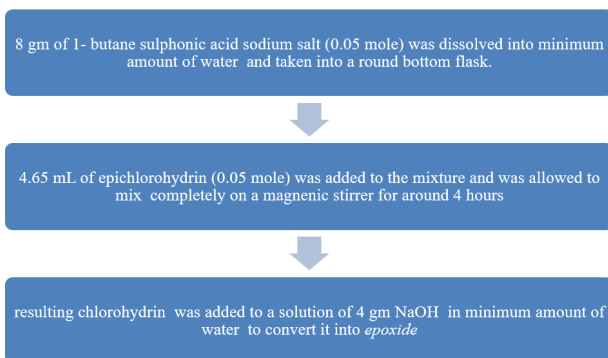 8 gm of 1- butane sulphonic acid sodium salt (0.05 mole) was dissolved into minimum
amount of water and taken into a round bottom flask.
4.65 mL of epichlorohydrin (0.05 mole) was added to the mixture and was allowed to
mix completely on a magnenic stirrer for around 4 hours
resulting chlorohydrin was added to a solution of 4 gm NaOH in minimum amount of
water to convert it into epoxide